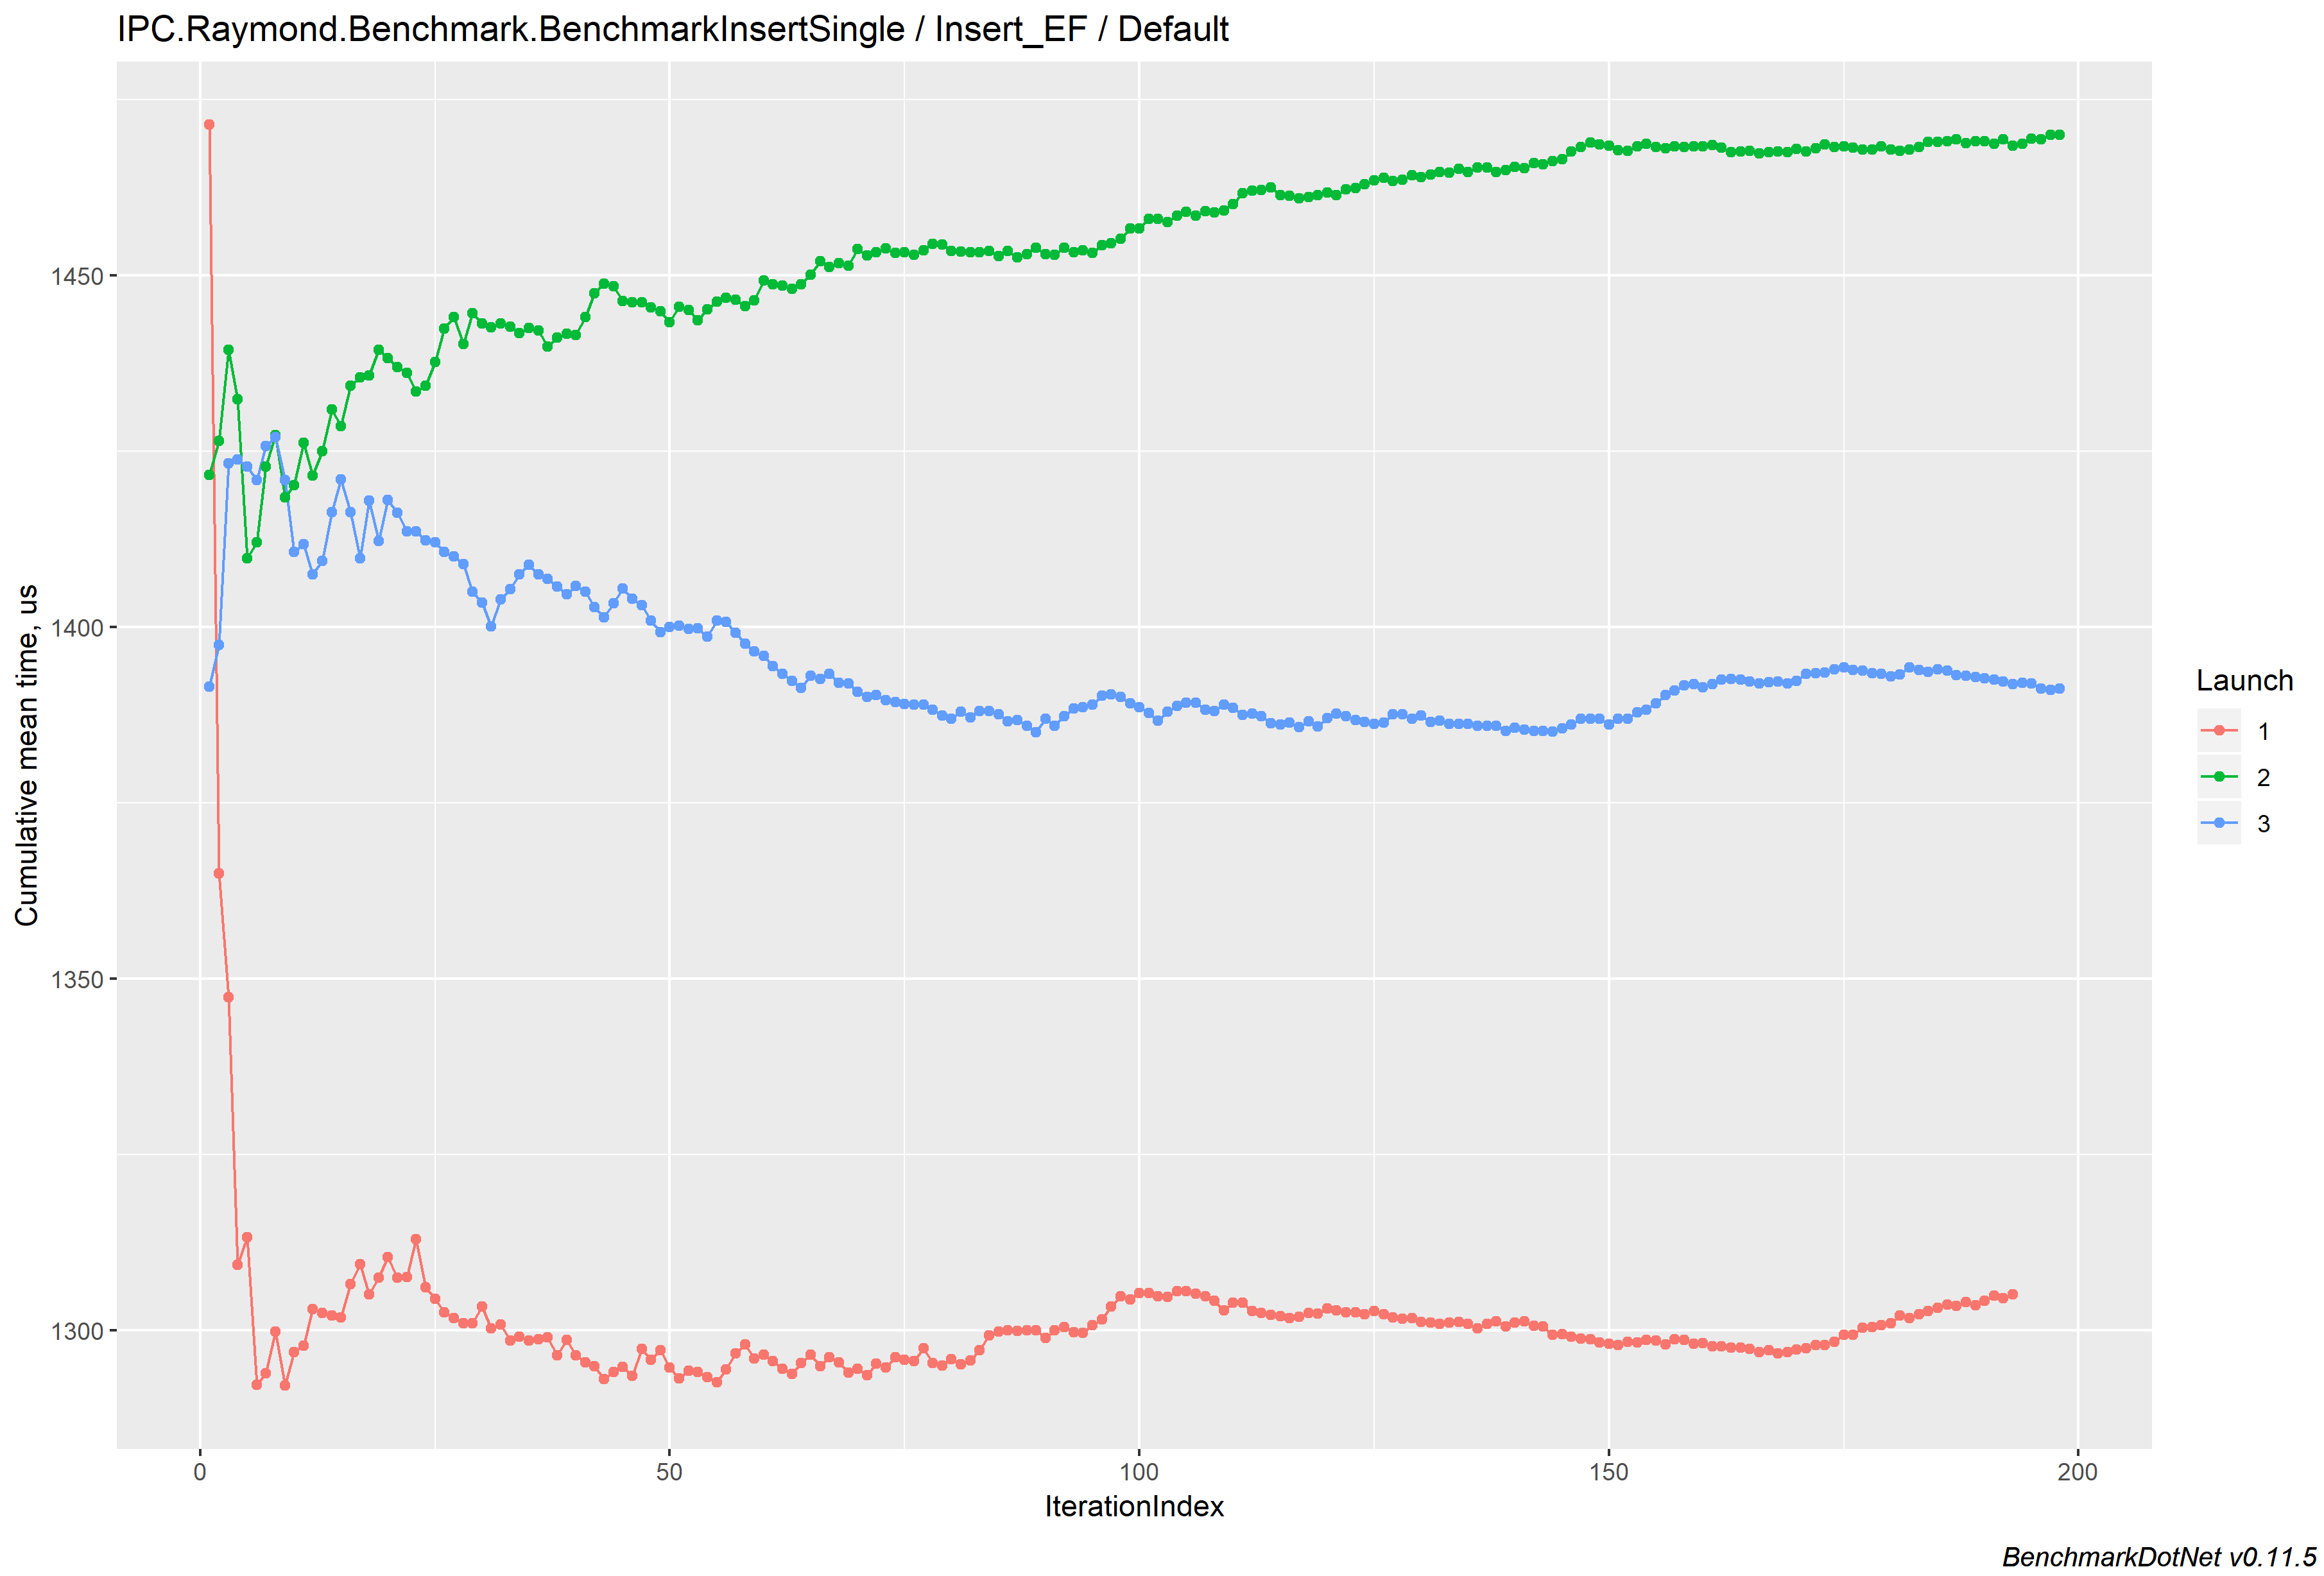 IPC.Raymond.Benchmark.BenchmarkInsertSingle / Insert_EF / Default
Cumulative mean time, us
1450
1400
1350
1300
0
50
100
150
200
IterationIndex
Launch
1
2
3
BenchmarkDotNet v0.11.5